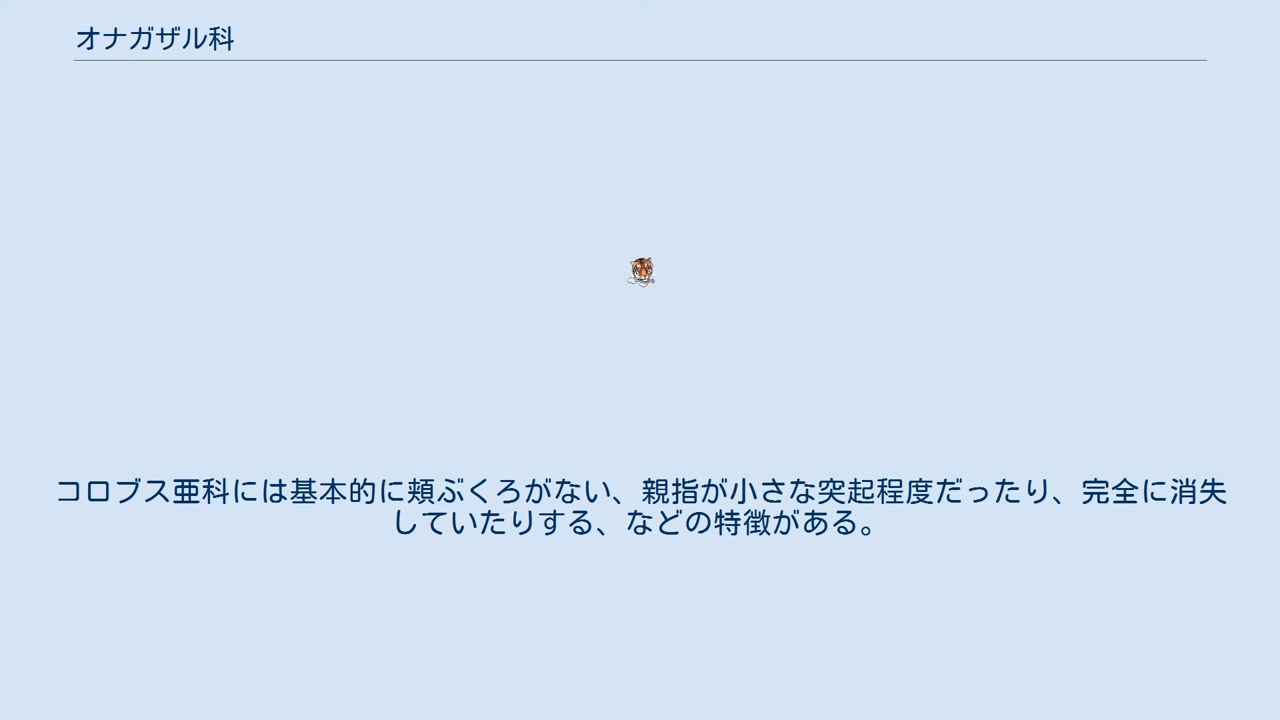 オナガザル科
コロブス亜科には基本的に頬ぶくろがない、親指が小さな突起程度だったり、完全に消失
していたりする、などの特徴がある。